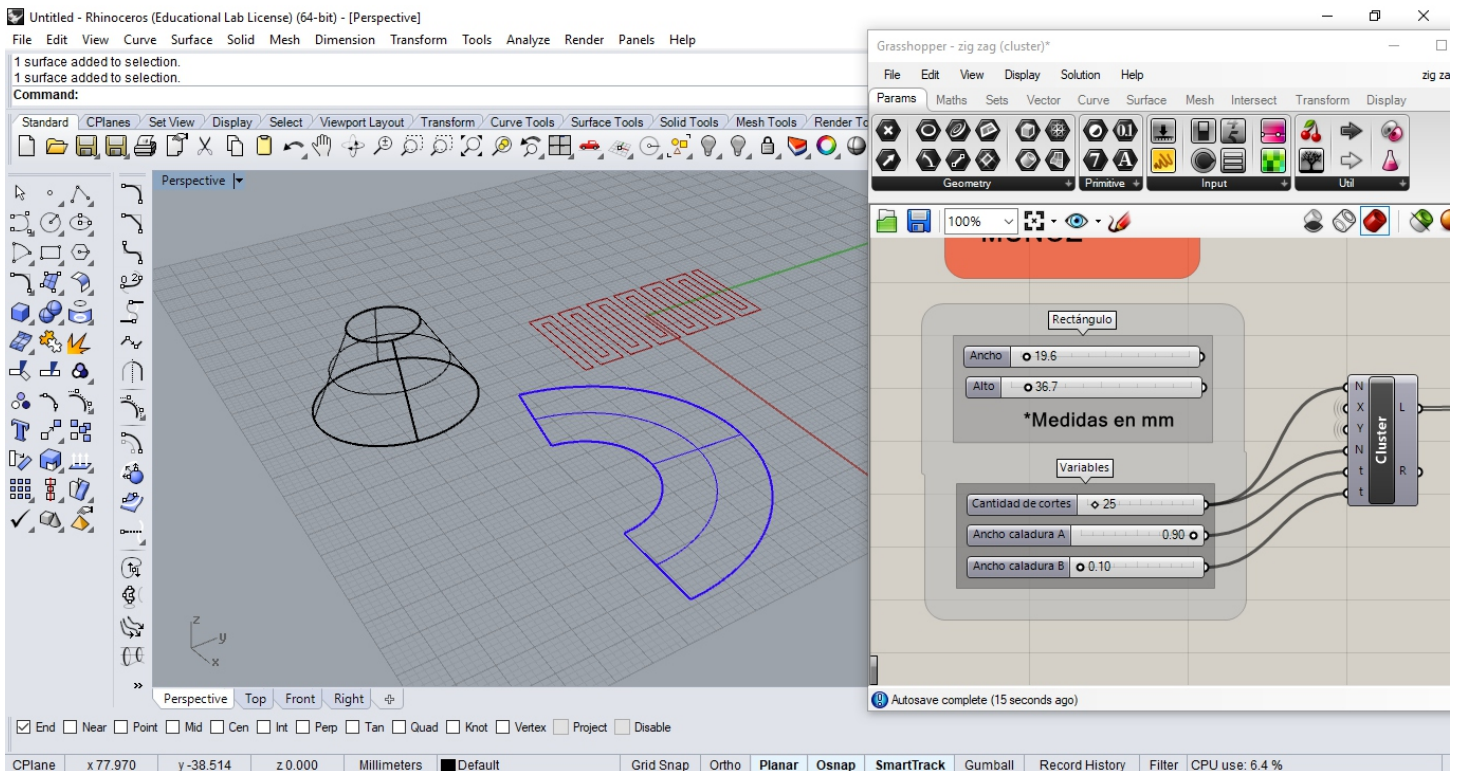 Untitled - Rhinoceros (Educational Lab License) (64-bit) - [Perspective]
File Edit View Curve Surface Solid Mesh Dimension Transform Tools Analyze Render Panels Help
1 surface added to selection.
1 surface added to selection.
Command:
Standard CPlanes Set View Display Select Viewport Layout Transform Curve Tools Surface Tools Solid Tools Mesh Tools Render To
Perspective
z
y
x
Perspective Top Front Right
End Near Point Mid Cen Int Perp Tan Quad Knot Vertex Project Disable
CPlane x 77.970 y -38.514 z 0.000 Millimeters Default Grid Snap Ortho Planar Osnap SmartTrack Gumball Record History Filter CPU use: 6.4 %
Grasshopper - zig zag (cluster)*
File Edit View Display Solution Help zig za
Params Maths Sets Vector Curve Surface Mesh Intersect Transform Display
Geometry Primitive Input Util
100%
Rectángulo
Ancho 19.6
Alto 36.7
*Medidas en mm
Variables
Cantidad de cortes 25
Ancho caladura A 0.90
Ancho caladura B 0.10
N
X
Y
N
t
t
Cluster
L
R
Autosave complete (15 seconds ago)